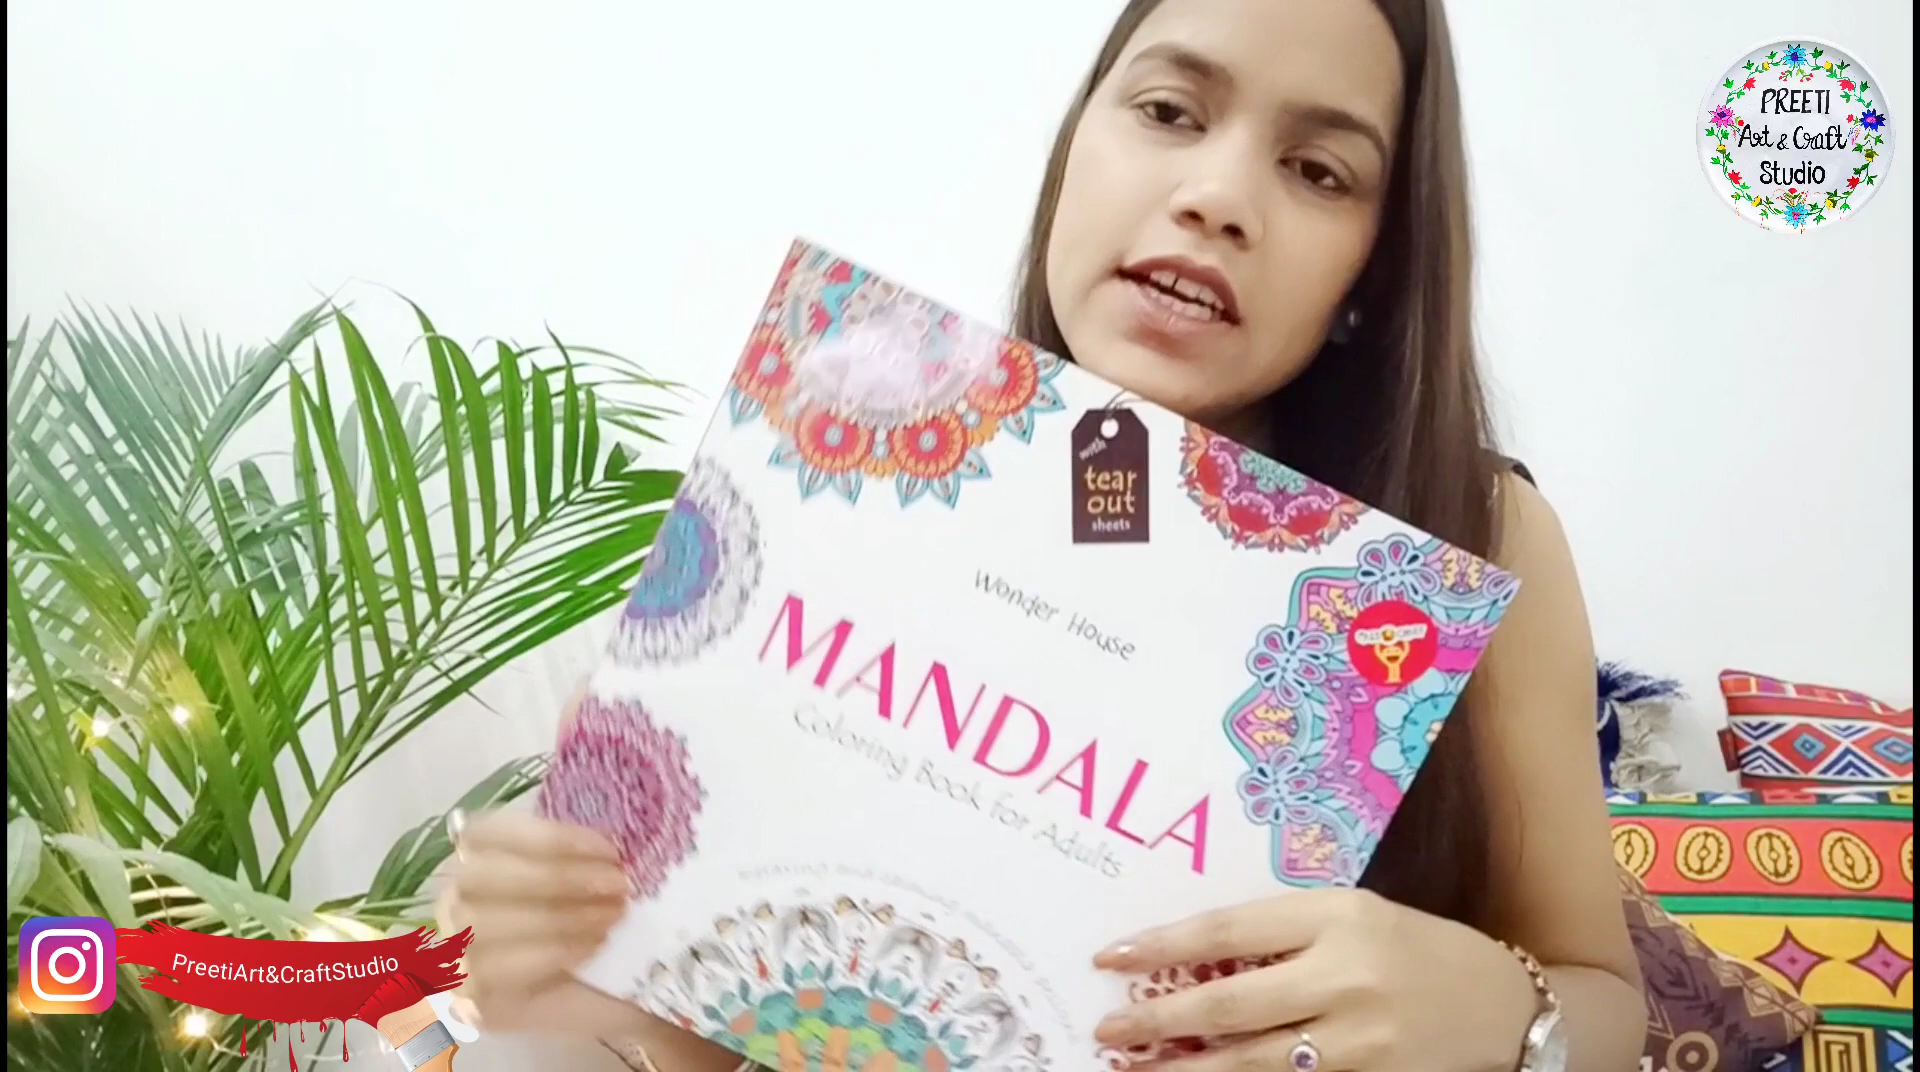 PREETI
Art & Craft
Studio
with
tear
out
sheets
Wonder House
MANDALA
Coloring Book for Adults
PreetiArt&CraftStudio